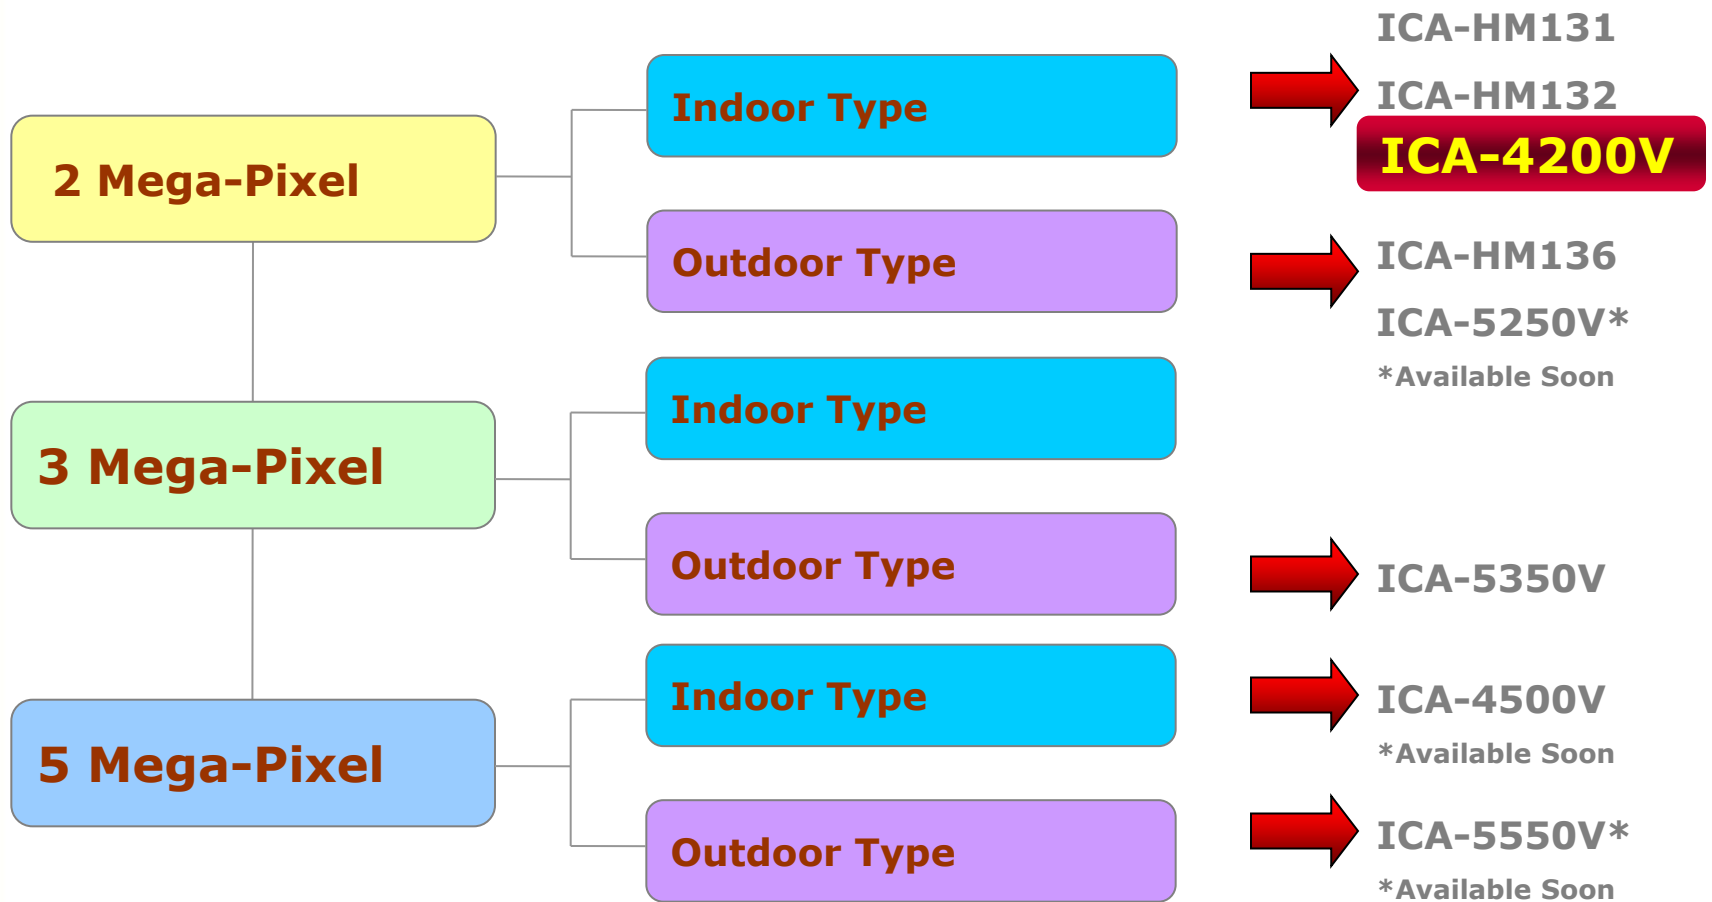 2 Mega-Pixel
Indoor Type
ICA-HM131
ICA-HM132
ICA-4200V
Outdoor Type
ICA-HM136
ICA-5250V*
*Available Soon
3 Mega-Pixel
Indoor Type
Outdoor Type
ICA-5350V
5 Mega-Pixel
Indoor Type
ICA-4500V
*Available Soon
Outdoor Type
ICA-5550V*
*Available Soon